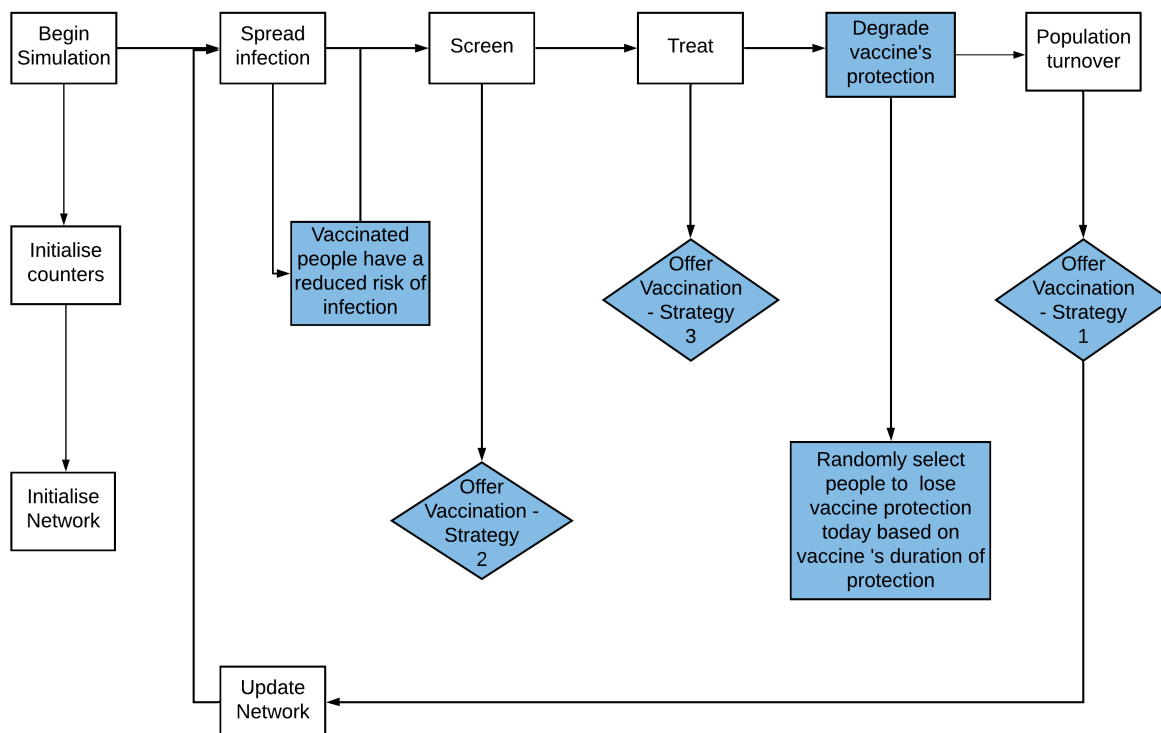 Begin
Simulation
Spread
infection
Screen
Treat
Degrade
vaccine's
protection
Population
turnover
Vaccinated
people have a
reduced risk of
infection
Initialise
counters
Offer
Vaccination
- Strategy
3
Offer
Vaccination
- Strategy
1
Initialise
Network
Offer
Vaccination -
Strategy
2
Randomly select
people to  lose
vaccine protection
today based on
vaccine 's duration of
protection
Update
Network